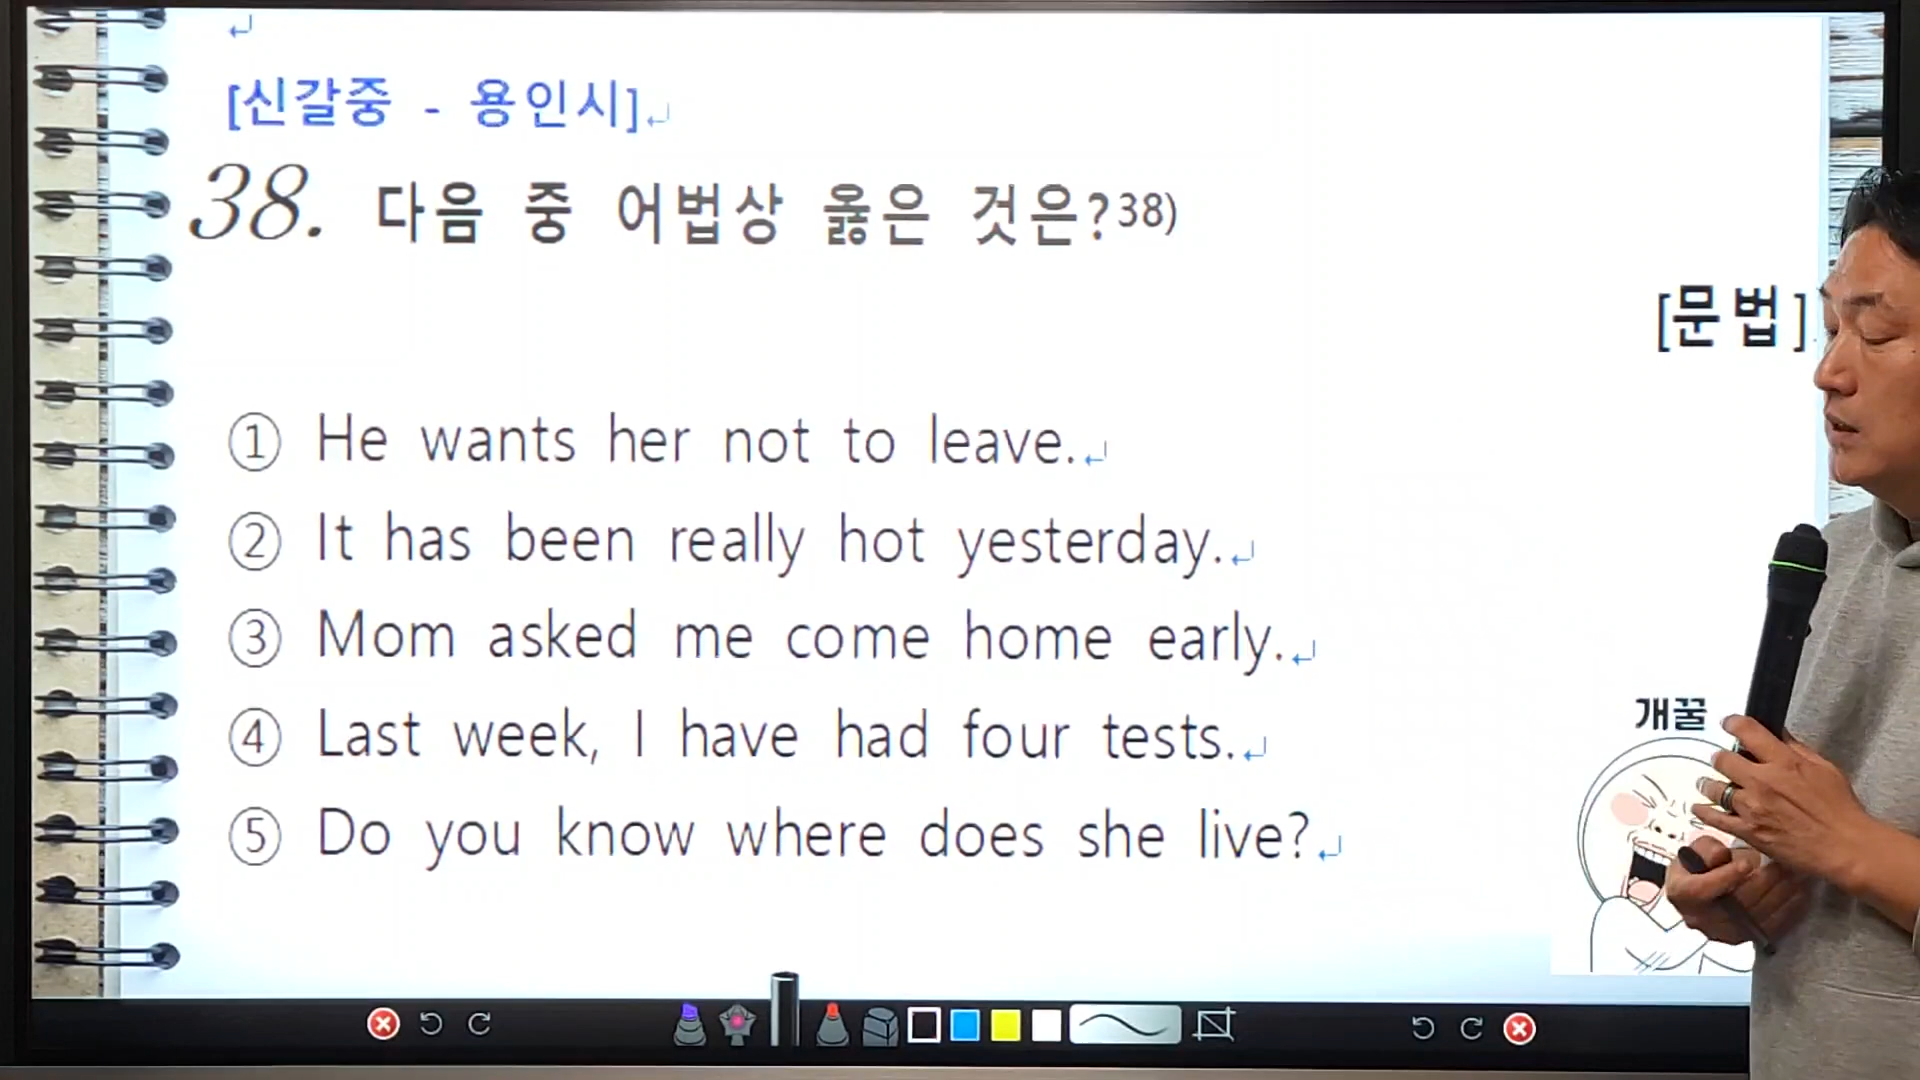 [신갈중 - 용인시]
38. 다음 중 어법상 옳은 것은?38)
[문법]
① He wants her not to leave.
② It has been really hot yesterday.
③ Mom asked me come home early.
④ Last week, I have had four tests.
⑤ Do you know where does she live?
개꿀